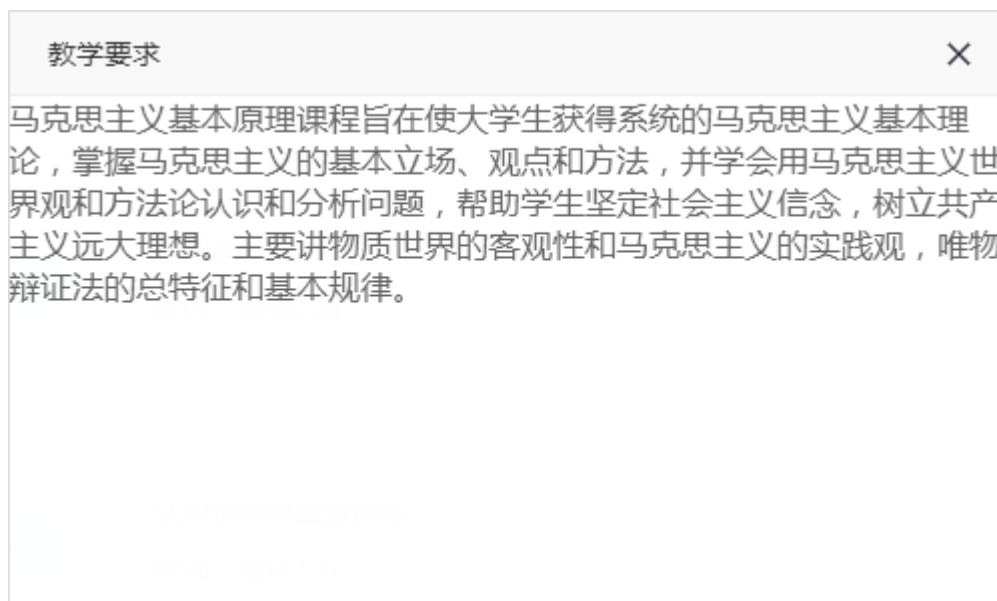 教学要求
马克思主义基本原理课程旨在使大学生获得系统的马克思主义基本理
论，掌握马克思主义的基本立场、观点和方法，并学会用马克思主义世
界观和方法论认识和分析问题，帮助学生坚定社会主义信念，树立共产
主义远大理想。主要讲物质世界的客观性和马克思主义的实践观，唯物
辩证法的总特征和基本规律。